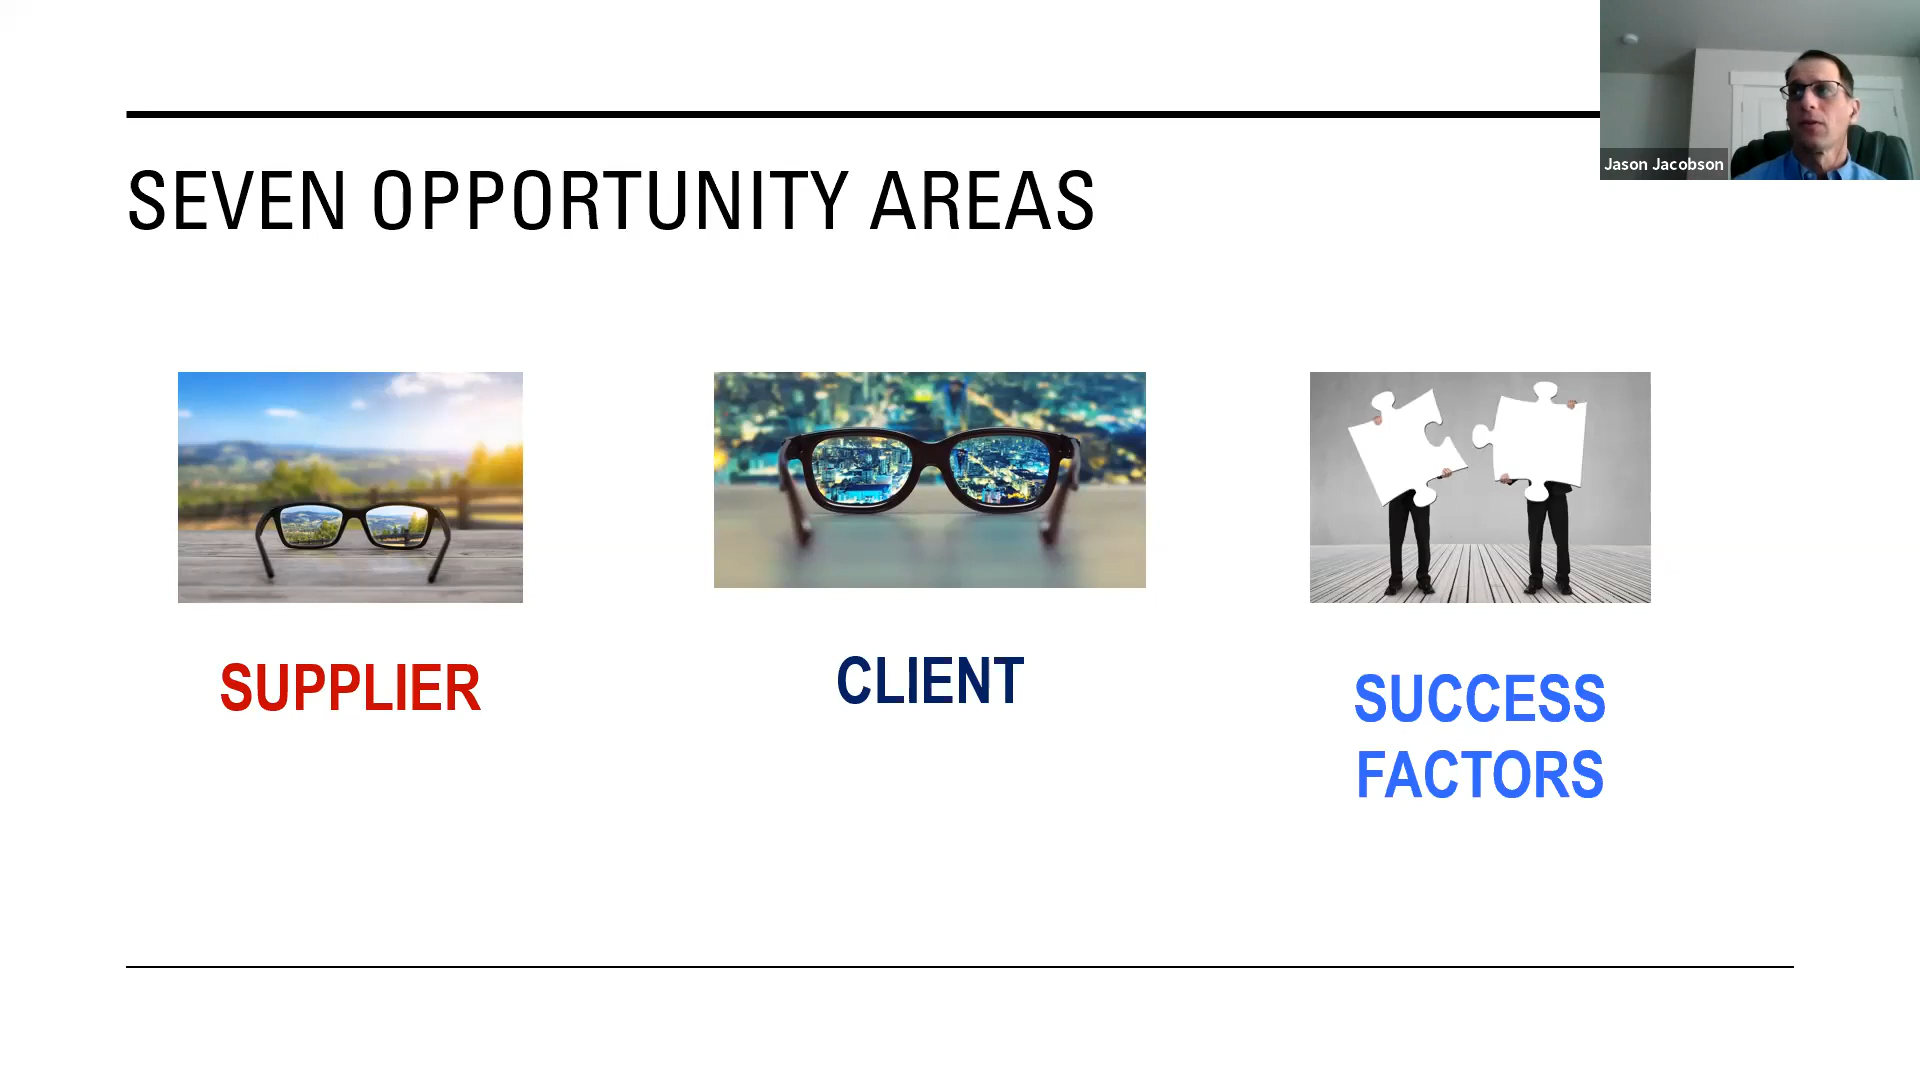 Jason Jacobson
SEVEN OPPORTUNITY AREAS
SUPPLIER
CLIENT
SUCCESS
FACTORS